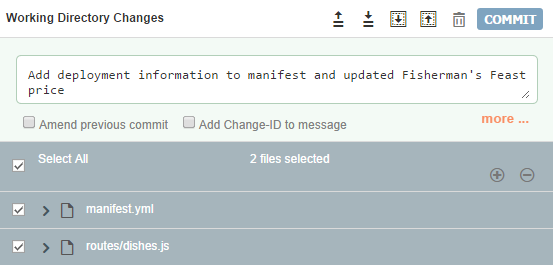 Working Directory Changes
COMMIT
Add deployment information to manifest and updated Fisherman's Feast
price
Amend previous commit
Add Change-ID to message
more ...
Select All
2 files selected
manifest.yml
routes/dishes.js